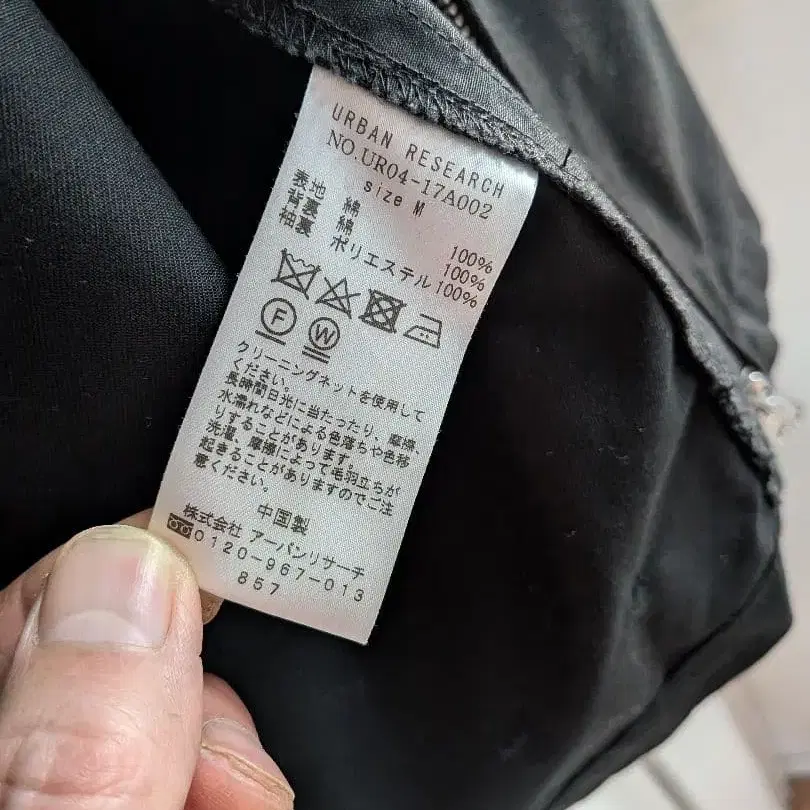 URBAN RESEARCH
NO.UR04-17A002
size M
表地 綿 100%
背裏 綿 100%
袖裏 ポリエステル 100%
F W
クリーニングネットを使用して
ください。
長時間日光に当たったり、摩擦、
水濡れなどによる色落ちや色移
りすることがあります。
洗濯、摩擦によって毛羽立ちが
起きることがありますのでご注
意ください。
中国製
株式会社 アーバンリサーチ
0120-967-013
857